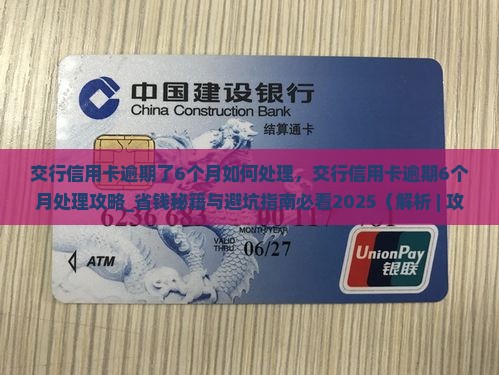 中国建设银行
China Construction Bank
结算通卡
交行信用卡逾期了6个月如何处理，交行信用卡逾期6个
月处理攻略_省钱秘籍与避坑指南必看2025（解析 | 攻
MONTH/YEAR
VALID THRU 06/27
ATM
UnionPay
银联